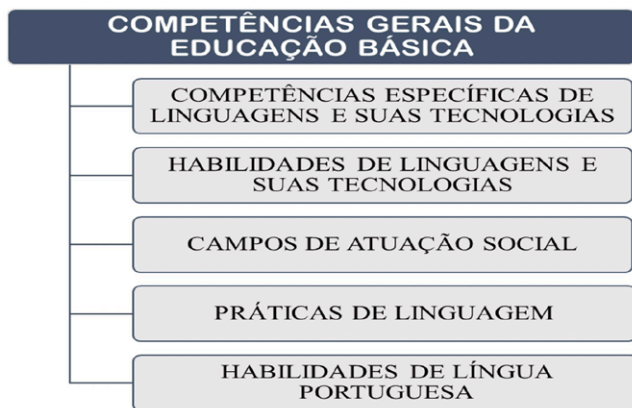 COMPETÊNCIAS GERAIS DA
EDUCAÇÃO BÁSICA
COMPETÊNCIAS ESPECÍFICAS DE
LINGUAGENS E SUAS TECNOLOGIAS
HABILIDADES DE LINGUAGENS E
SUAS TECNOLOGIAS
CAMPOS DE ATUAÇÃO SOCIAL
PRÁTICAS DE LINGUAGEM
HABILIDADES DE LÍNGUA
PORTUGUESA